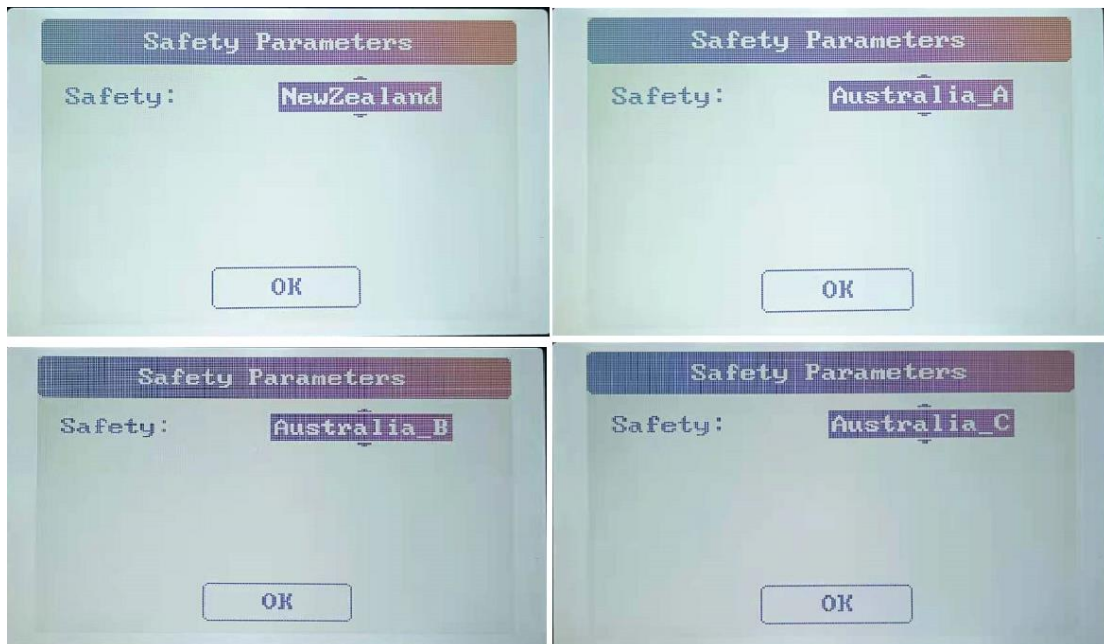 Safety Parameters
Safety: NewZealand
OK
Safety Parameters
Safety: Australia_A
OK
Safety Parameters
Safety: Australia_B
OK
Safety Parameters
Safety: Australia_C
OK